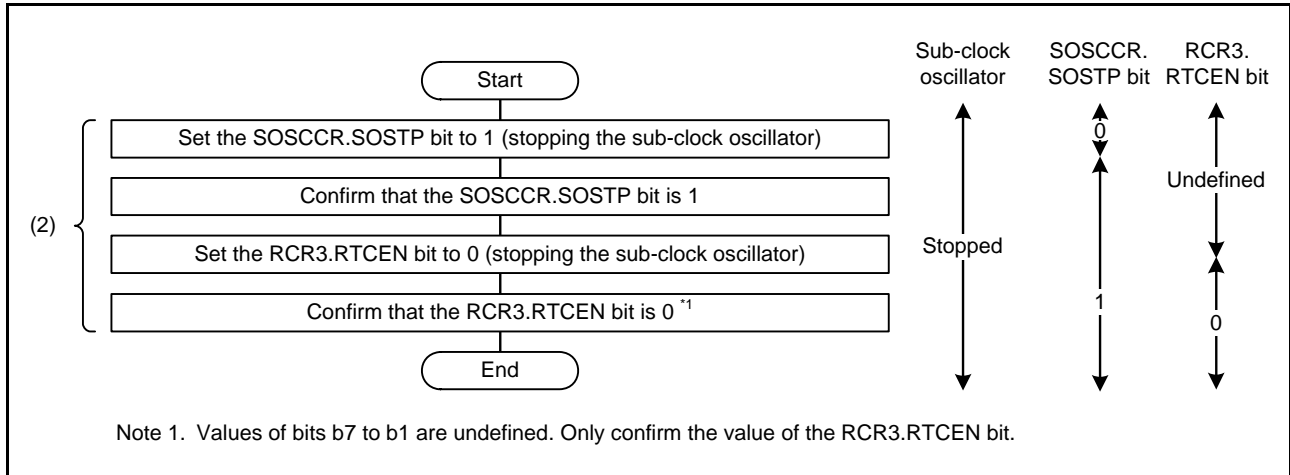 Sub-clock
oscillator
SOSCCR.
SOSTP bit
RCR3.
RTCEN bit
Start
(2)
Set the SOSCCR.SOSTP bit to 1 (stopping the sub-clock oscillator)
Confirm that the SOSCCR.SOSTP bit is 1
Set the RCR3.RTCEN bit to 0 (stopping the sub-clock oscillator)
Confirm that the RCR3.RTCEN bit is 0 *1
End
Stopped
0
1
Undefined
0
Note 1. Values of bits b7 to b1 are undefined. Only confirm the value of the RCR3.RTCEN bit.